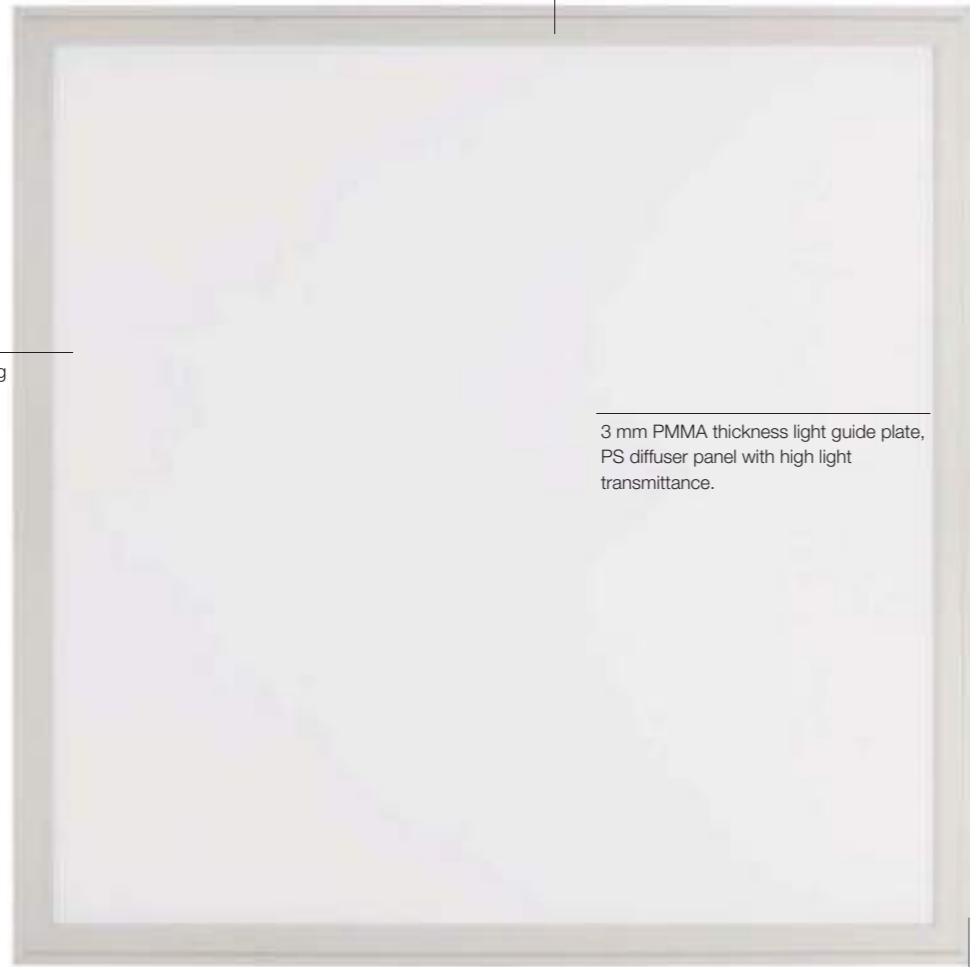 3 mm PMMA thickness light guide plate,
PS diffuser panel with high light
transmittance.